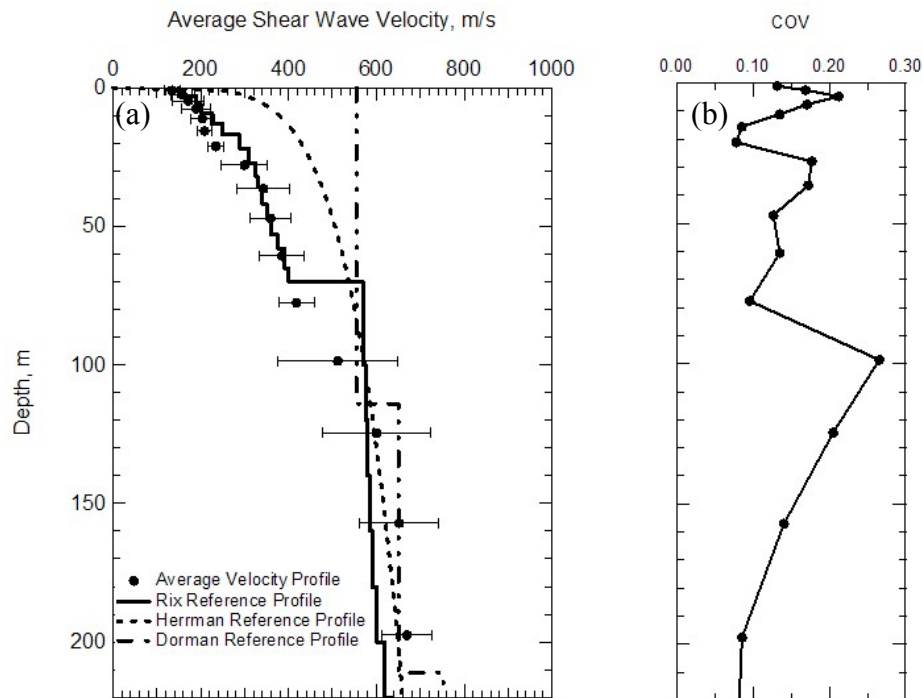 Average Shear Wave Velocity, m/s
COV
0 200 400 600 800 1000
0.00 0.10 0.20 0.30
0
(a)
(b)
50
100
Depth, m
150
Average Velocity Profile
Rix Reference Profile
Herrman Reference Profile
Dorman Reference Profile
200